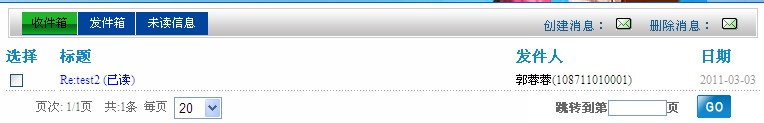 收件箱 发件箱 未读信息 创建消息： 删除消息：
选择 标题 发件人 日期
Re:test2 (已读) 郭蓉蓉(108711010001) 2011-03-03
页次: 1/1页 共:1条 每页 20 跳转到第 页 GO